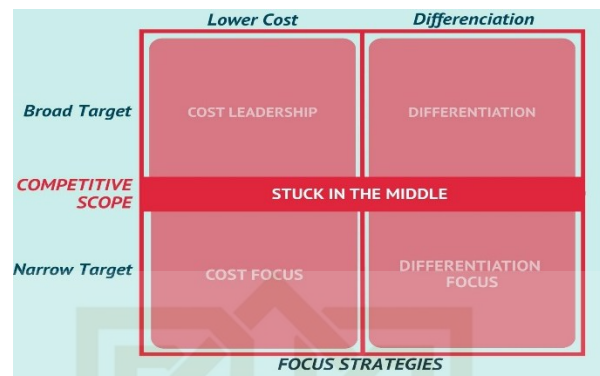 Lower Cost
Differenciation
Broad Target
COST LEADERSHIP
DIFFERENTIATION
COMPETITIVE
SCOPE
STUCK IN THE MIDDLE
Narrow Target
COST FOCUS
DIFFERENTIATION
FOCUS
FOCUS STRATEGIES